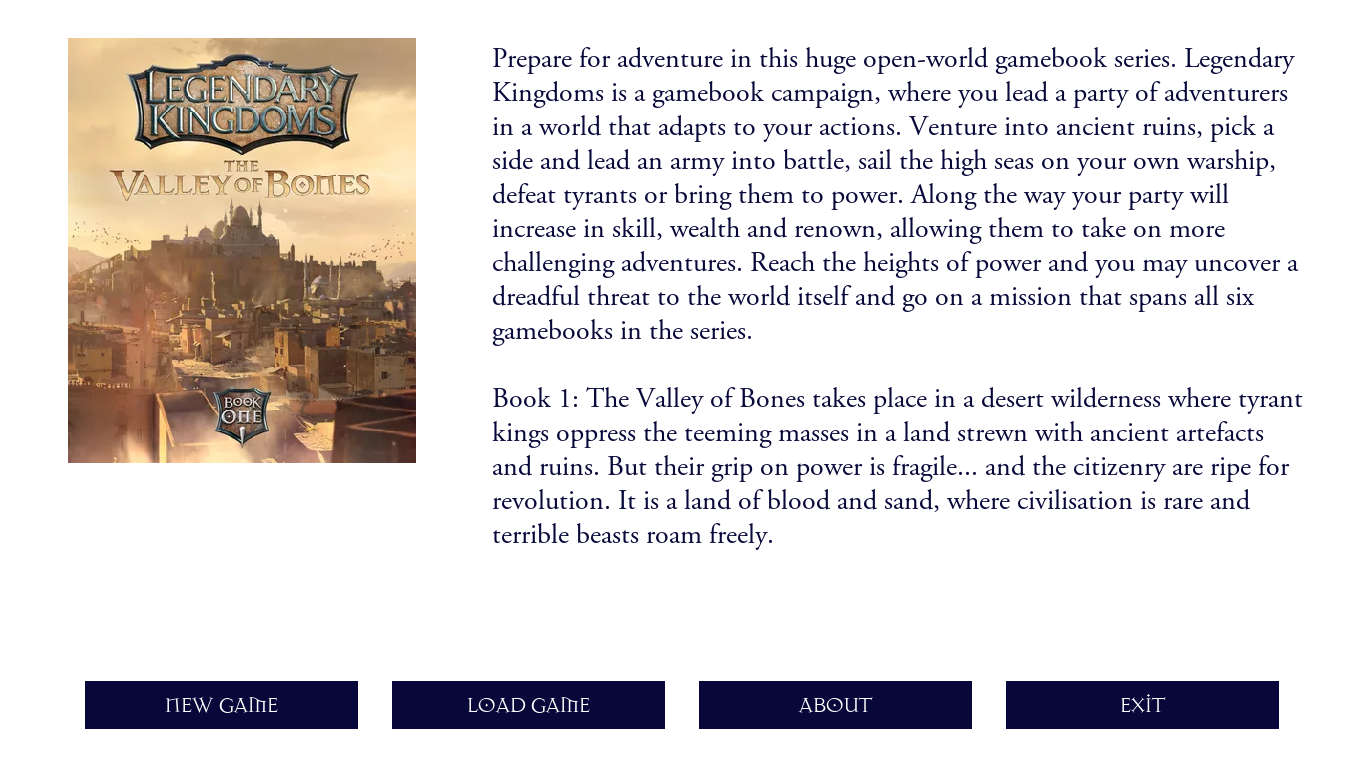 LEGENDARY
KINGDOMS
THE
VALLEY OF BONES
BOOK
ONE
Prepare for adventure in this huge open-world gamebook series. Legendary
Kingdoms is a gamebook campaign, where you lead a party of adventurers
in a world that adapts to your actions. Venture into ancient ruins, pick a
side and lead an army into battle, sail the high seas on your own warship,
defeat tyrants or bring them to power. Along the way your party will
increase in skill, wealth and renown, allowing them to take on more
challenging adventures. Reach the heights of power and you may uncover a
dreadful threat to the world itself and go on a mission that spans all six
gamebooks in the series.
Book 1: The Valley of Bones takes place in a desert wilderness where tyrant
kings oppress the teeming masses in a land strewn with ancient artefacts
and ruins. But their grip on power is fragile... and the citizenry are ripe for
revolution. It is a land of blood and sand, where civilisation is rare and
terrible beasts roam freely.
NEW GAME
LOAD GAME
ABOUT
EXIT